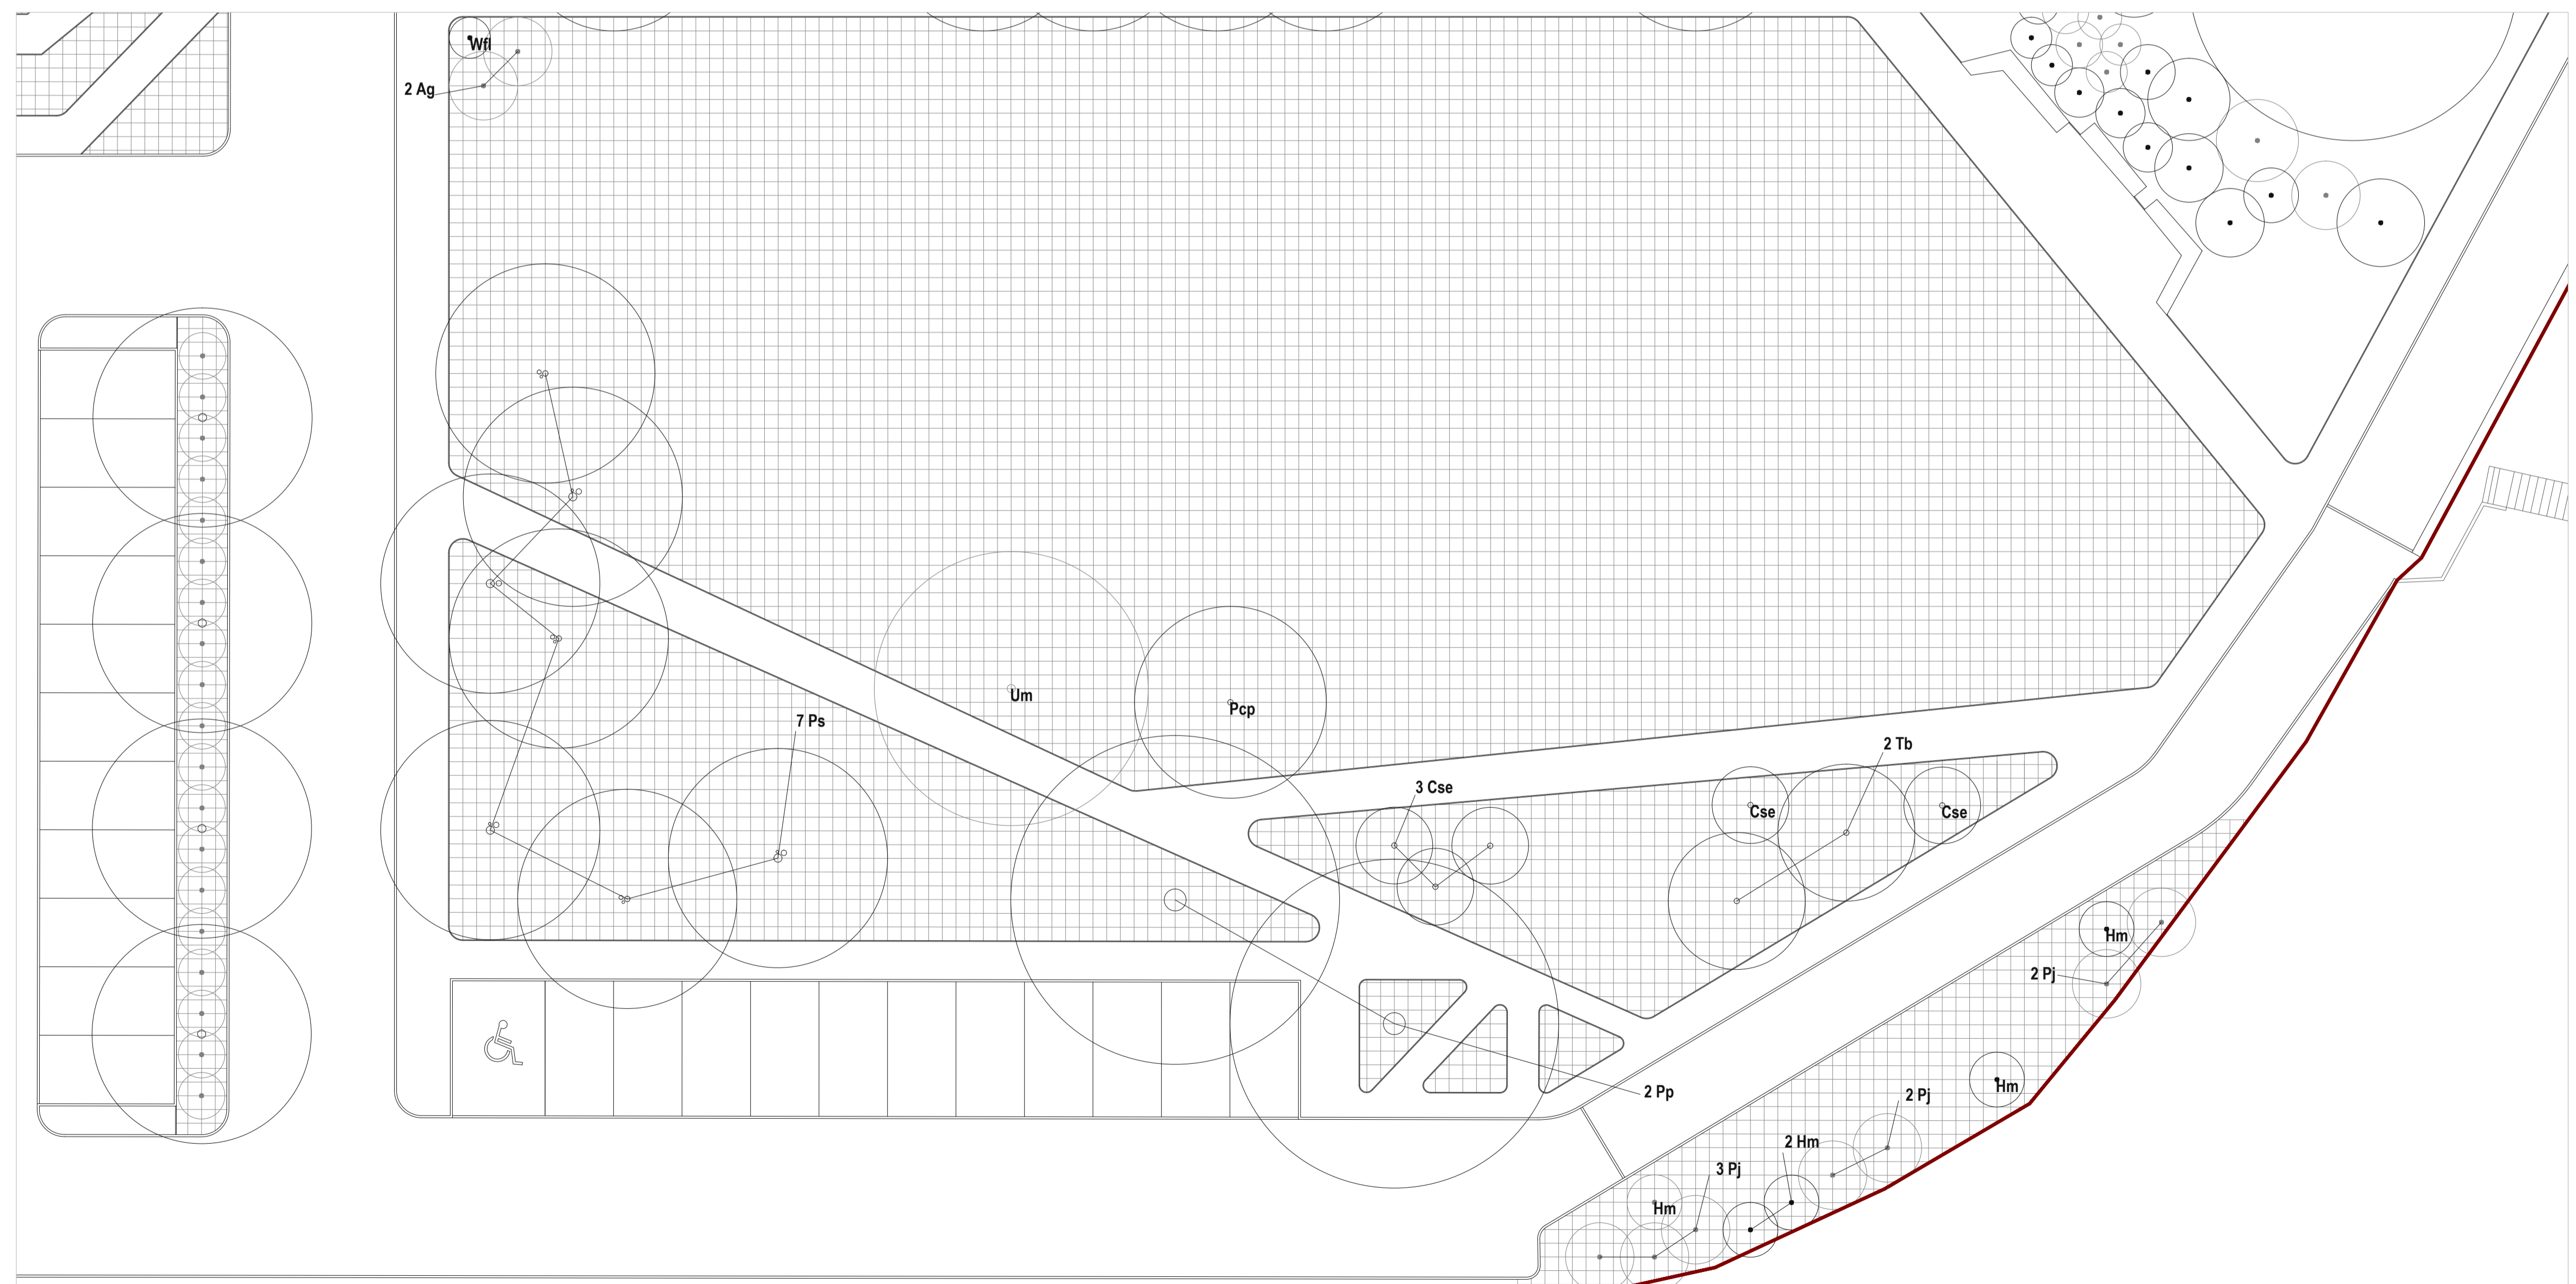 Wfl
2 Ag
Um
Pcp
7 Ps
2 Tb
3 Cse
Cse
Cse
Hm
2 Pj
Hm
2 Pp
2 Pj
2 Hm
3 Pj
Hm